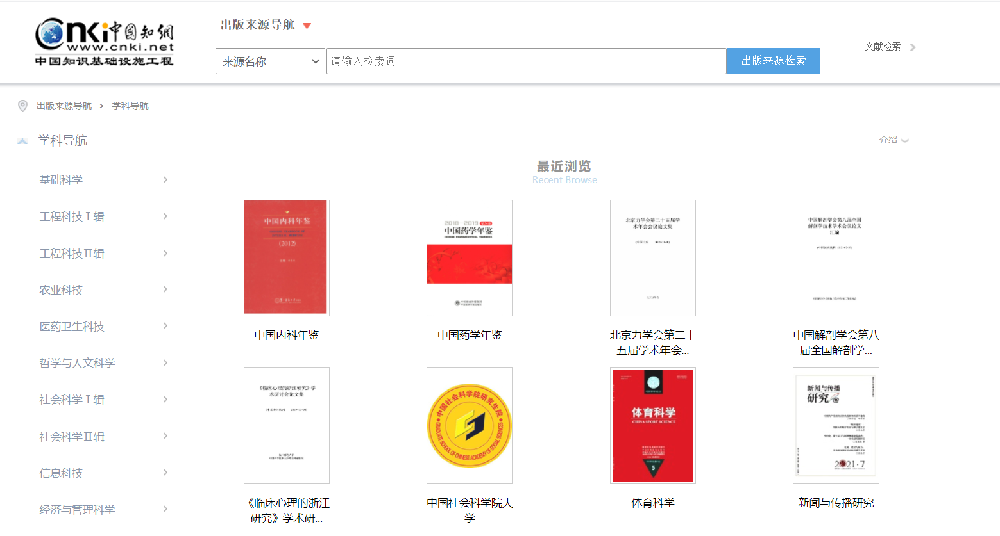 cnki中国知网
www.cnki.net
中国知识基础设施工程
出版来源导航
来源名称
请输入检索词
出版来源检索
文献检索
出版来源导航 > 学科导航
学科导航
介绍
基础科学
工程科技Ⅰ辑
工程科技Ⅱ辑
农业科技
医药卫生科技
哲学与人文科学
社会科学Ⅰ辑
社会科学Ⅱ辑
信息科技
经济与管理科学
最近浏览
Recent Browse
中国内科年鉴
(2012)
中国内科年鉴
2018—2019
中国药学年鉴
CHINESE PHARMACEUTICAL YEARBOOK
中国药学年鉴
北京力学会第二十五届学
术年会会议论文集
北京力学会第二十
五届学术年会...
中国解剖学会第八届全国
解剖学技术学术会议论文
汇编
中国解剖学会第八
届全国解剖学...
《临床心理的浙江研究》学
术研讨会论文集
《临床心理的浙江
研究》学术研...
中国社会科学院研究生院
GRADUATE SCHOOL OF CHINESE ACADEMY OF SOCIAL SCIENCES
中国社会科学院大
学
体育科学
CHINA SPORT SCIENCE
5
体育科学
新闻与传播
研究
2021·7
新闻与传播研究